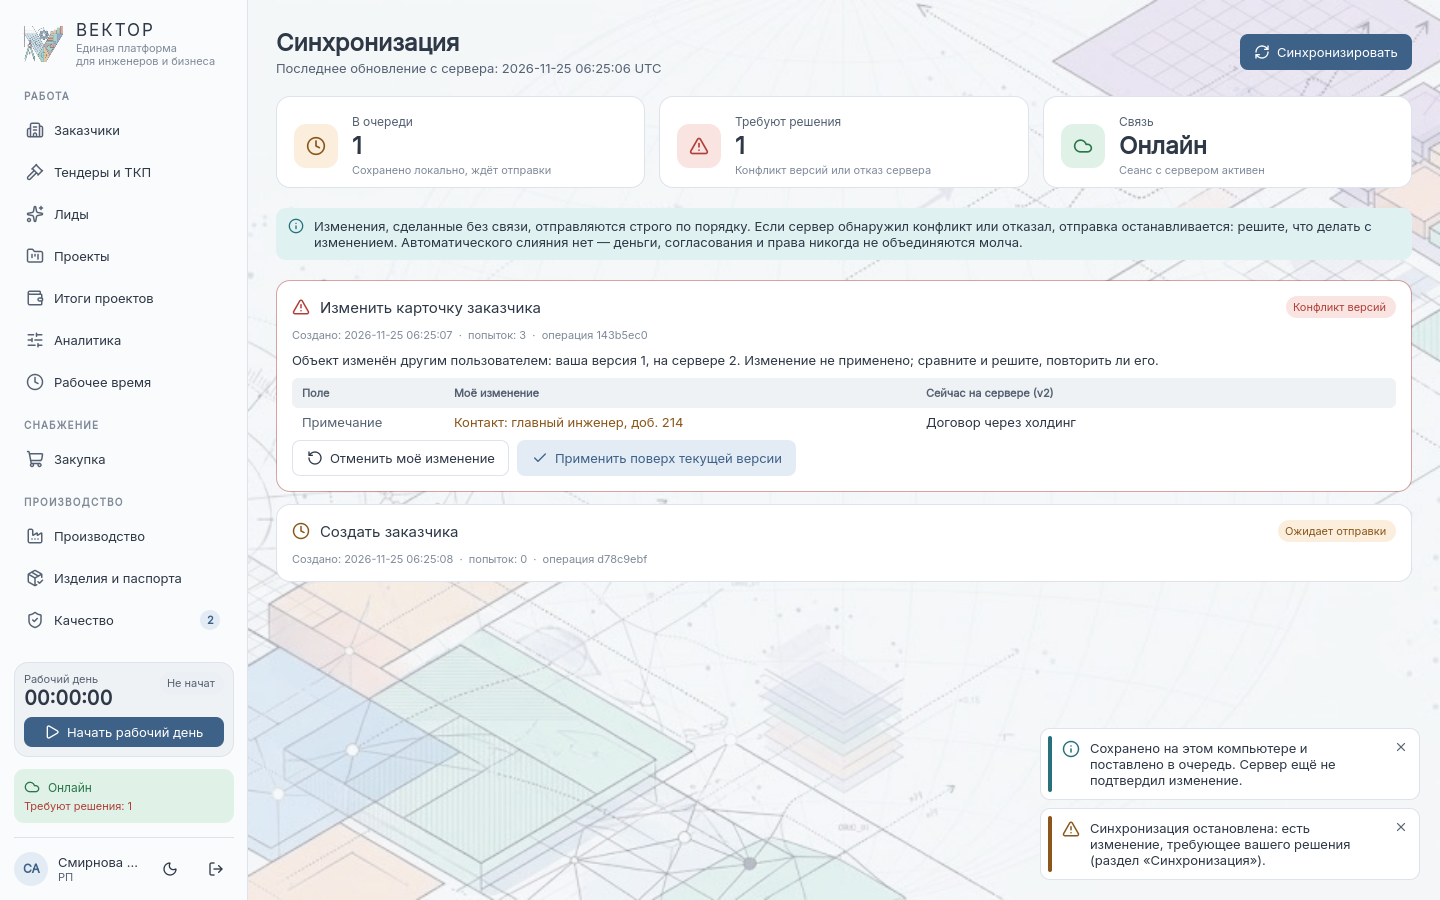 ВЕКТОР
Единая платформа
для инженеров и бизнеса
РАБОТА
Заказчики
Тендеры и ТКП
Лиды
Проекты
Итоги проектов
Аналитика
Рабочее время
СНАБЖЕНИЕ
Закупка
ПРОИЗВОДСТВО
Производство
Изделия и паспорта
Качество 2
Рабочий день
Не начат
00:00:00
Начать рабочий день
Онлайн
Требуют решения: 1
СА
Смирнова ...
РП
Синхронизация
Последнее обновление с сервера: 2026-11-25 06:25:06 UTC
Синхронизировать
В очереди
1
Сохранено локально, ждёт отправки
Требуют решения
1
Конфликт версий или отказ сервера
Связь
Онлайн
Сеанс с сервером активен
Изменения, сделанные без связи, отправляются строго по порядку. Если сервер обнаружил конфликт или отказал, отправка останавливается: решите, что делать с
изменением. Автоматического слияния нет — деньги, согласования и права никогда не объединяются молча.
Изменить карточку заказчика
Конфликт версий
Создано: 2026-11-25 06:25:07 · попыток: 3 · операция 143b5ec0
Объект изменён другим пользователем: ваша версия 1, на сервере 2. Изменение не применено; сравните и решите, повторить ли его.
Поле Моё изменение Сейчас на сервере (v2)
Примечание Контакт: главный инженер, доб. 214 Договор через холдинг
Отменить моё изменение
Применить поверх текущей версии
Создать заказчика
Ожидает отправки
Создано: 2026-11-25 06:25:08 · попыток: 0 · операция d78c9ebf
Сохранено на этом компьютере и
поставлено в очередь. Сервер ещё не
подтвердил изменение.
Синхронизация остановлена: есть
изменение, требующее вашего решения
(раздел «Синхронизация»).